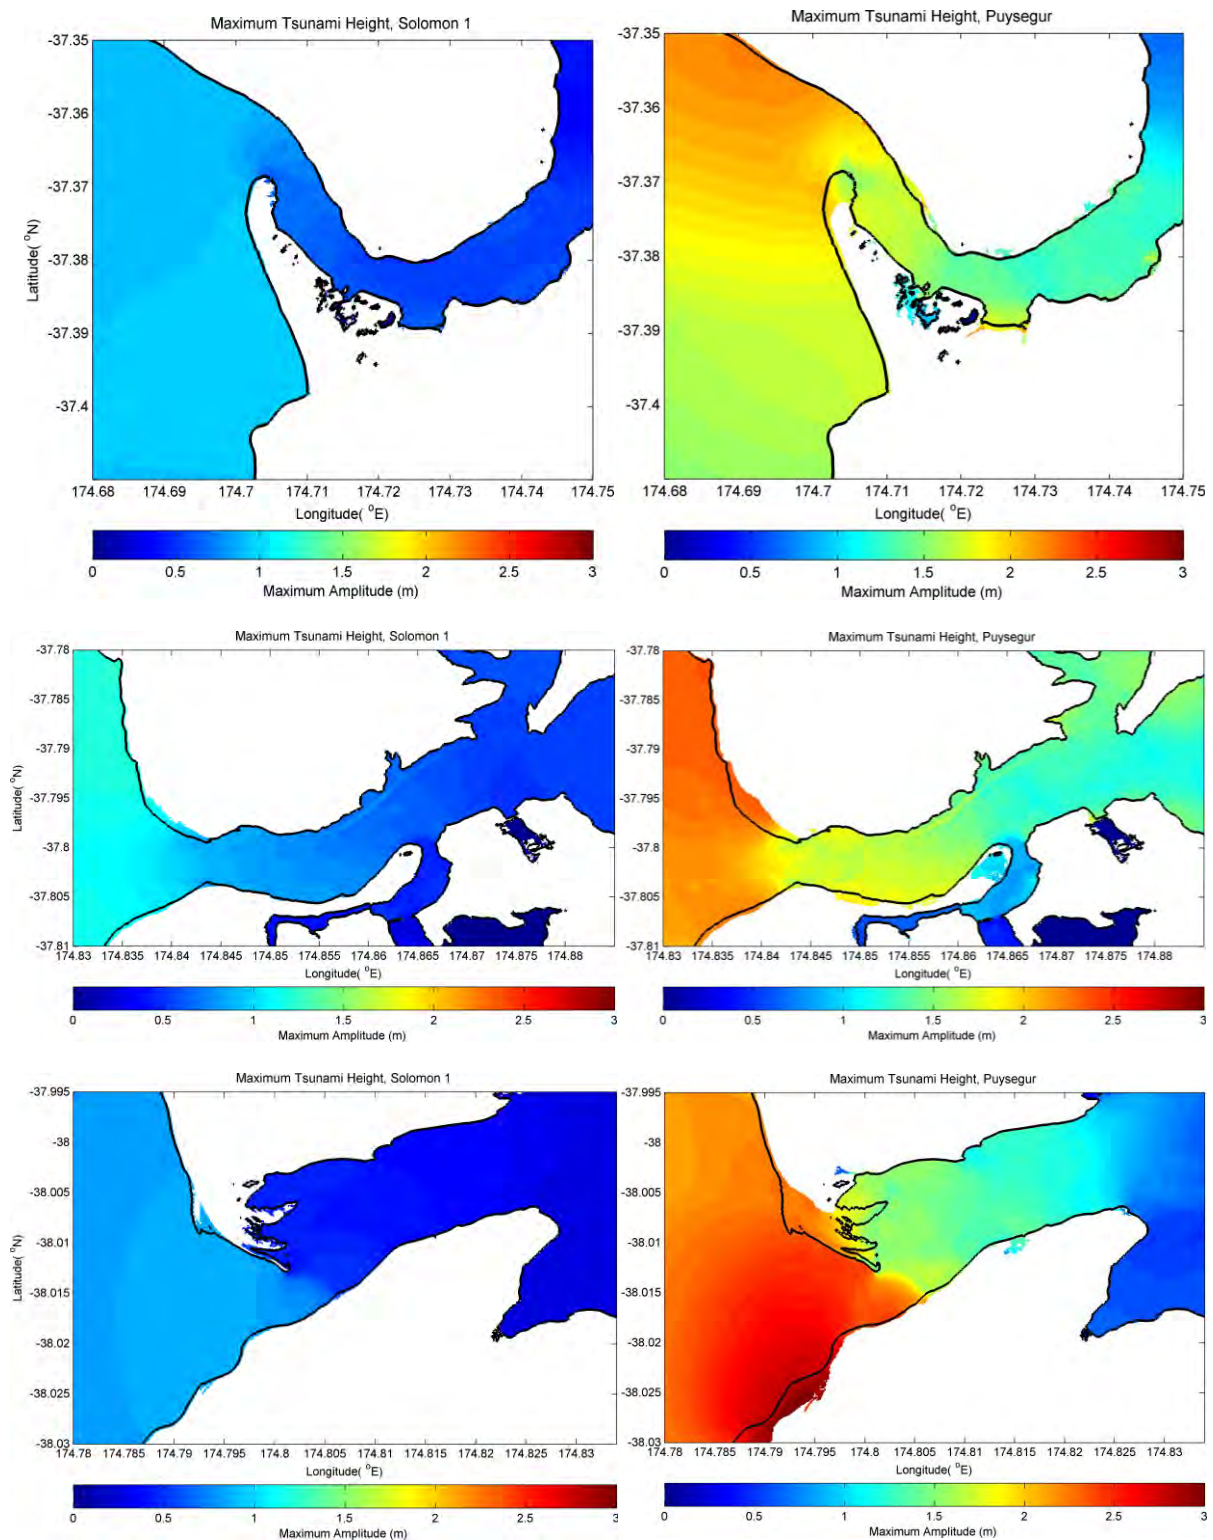 Maximum Tsunami Height, Solomon 1
-37.35
-37.36
-37.37
-37.38
-37.39
-37.4
Latitude( °N)
174.68 174.69 174.7 174.71 174.72 174.73 174.74 174.75
Longitude( °E)
0 0.5 1 1.5 2 2.5 3
Maximum Amplitude (m)
Maximum Tsunami Height, Puysegur
-37.35
-37.36
-37.37
-37.38
-37.39
-37.4
174.68 174.69 174.7 174.71 174.72 174.73 174.74 174.75
Longitude( °E)
0 0.5 1 1.5 2 2.5 3
Maximum Amplitude (m)
Maximum Tsunami Height, Solomon 1
-37.78
-37.785
-37.79
-37.795
-37.8
-37.805
-37.81
Latitude( °N)
174.83 174.835 174.84 174.845 174.85 174.855 174.86 174.865 174.87 174.875 174.88
Longitude( °E)
0 0.5 1 1.5 2 2.5 3
Maximum Amplitude (m)
Maximum Tsunami Height, Puysegur
-37.78
-37.785
-37.79
-37.795
-37.8
-37.805
-37.81
174.83 174.835 174.84 174.845 174.85 174.855 174.86 174.865 174.87 174.875 174.88
Longitude( °E)
0 0.5 1 1.5 2 2.5 3
Maximum Amplitude (m)
Maximum Tsunami Height, Solomon 1
-37.995
-38
-38.005
-38.01
-38.015
-38.02
-38.025
-38.03
Latitude( °N)
174.78 174.785 174.79 174.795 174.8 174.805 174.81 174.815 174.82 174.825 174.83
Longitude( °E)
0 0.5 1 1.5 2 2.5 3
Maximum Amplitude (m)
Maximum Tsunami Height, Puysegur
-37.995
-38
-38.005
-38.01
-38.015
-38.02
-38.025
-38.03
174.78 174.785 174.79 174.795 174.8 174.805 174.81 174.815 174.82 174.825 174.83
Longitude( °E)
0 0.5 1 1.5 2 2.5 3
Maximum Amplitude (m)